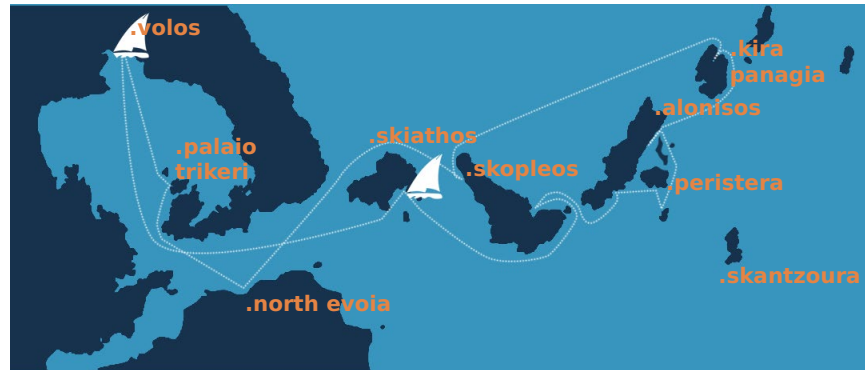 .volos
.kira
panagia
.alonisos
.palaio
trikeri
.skiathos
.skopleos
.peristera
.skantzoura
.north evoia